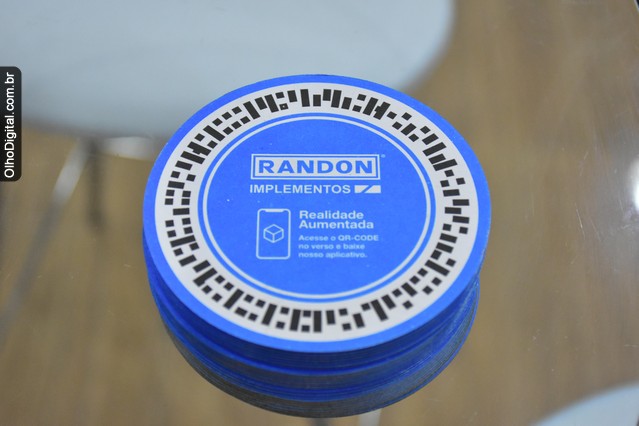 OlhoDigital.com.br
RANDON
IMPLEMENTOS
Realidade
Aumentada
Acesse o QR-CODE
no verso e baixe
nosso aplicativo.